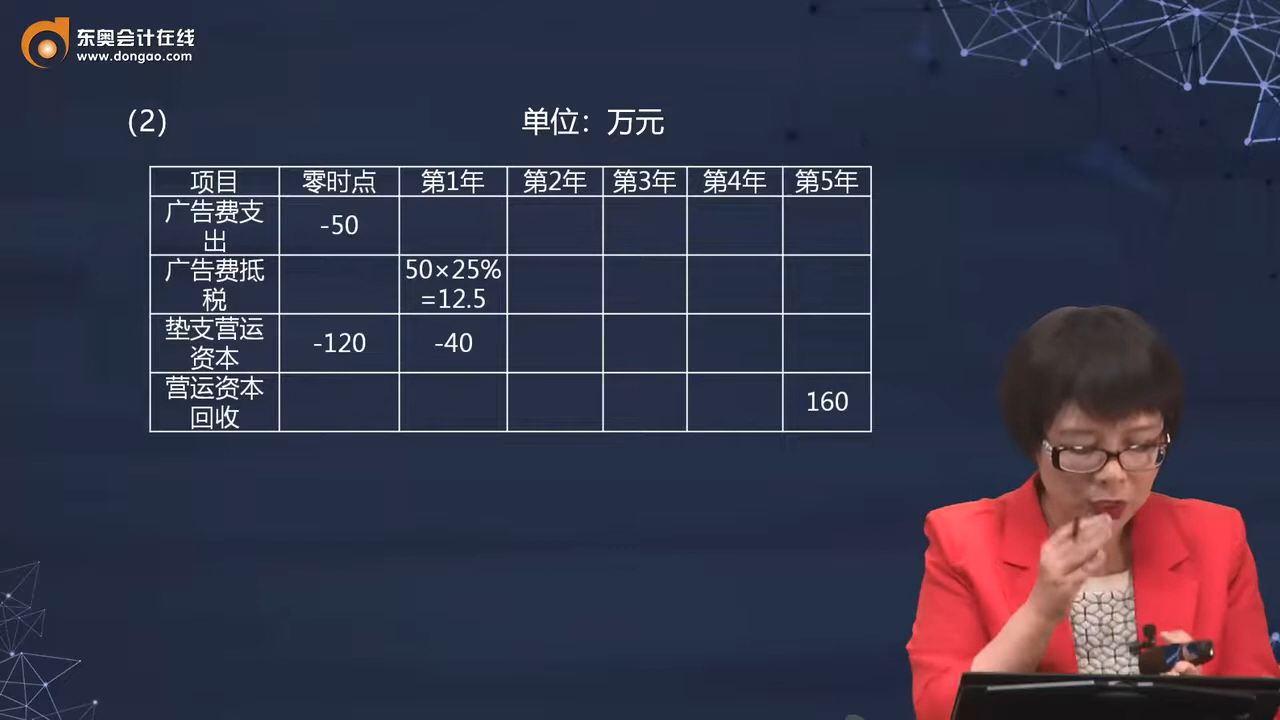 东奥会计在线
www.dongao.com
(2) 单位：万元
项目 零时点 第1年 第2年 第3年 第4年 第5年
广告费支
出
-50
广告费抵
税
50×25%
=12.5
垫支营运
资本
-120 -40
营运资本
回收
160